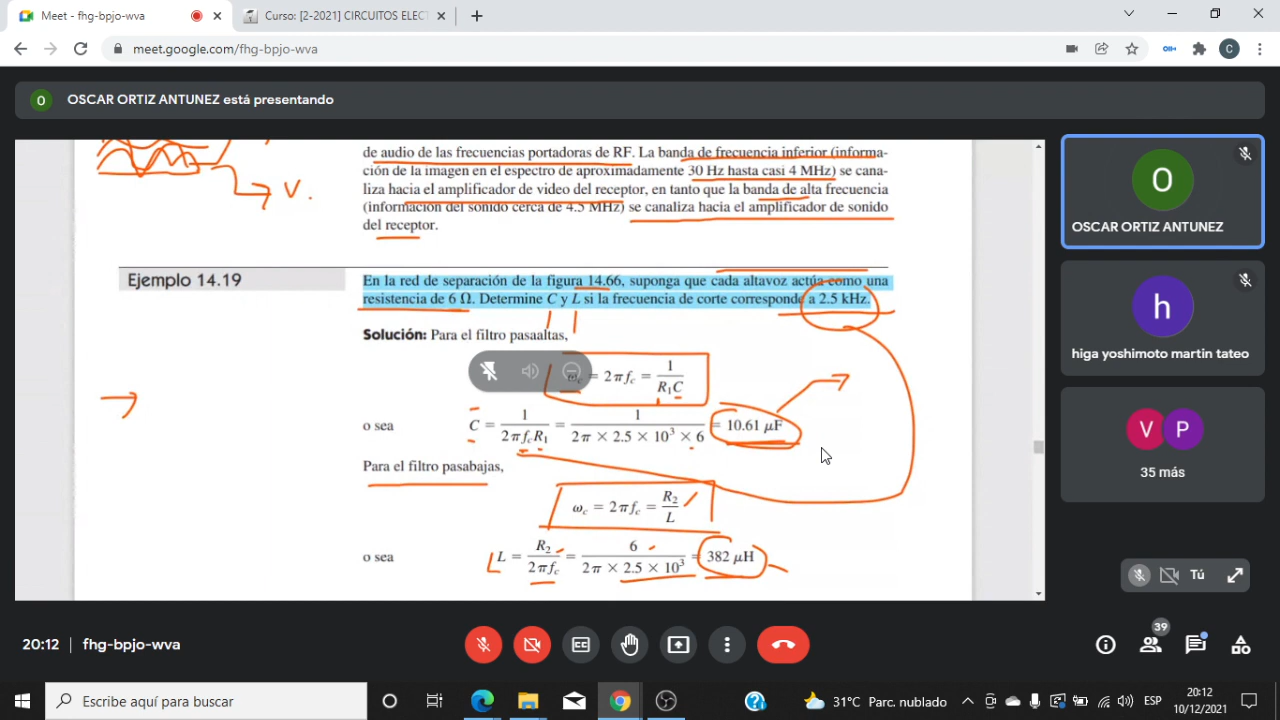 Meet - fhg-bpjo-wva
Curso: [2-2021] CIRCUITOS ELECT
meet.google.com/fhg-bpjo-wva
C
O OSCAR ORTIZ ANTUNEZ está presentando
de audio de las frecuencias portadoras de RF. La banda de frecuencia inferior (informa-
ción de la imagen en el espectro de aproximadamente 30 Hz hasta casi 4 MHz) se cana-
liza hacia el amplificador de video del receptor, en tanto que la banda de alta frecuencia
(información del sonido cerca de 4.5 MHz) se canaliza hacia el amplificador de sonido
del receptor.
V.
Ejemplo 14.19
En la red de separación de la figura 14.66, suponga que cada altavoz actúa como una
resistencia de 6 Ω. Determine C y L si la frecuencia de corte corresponde a 2.5 kHz.
Solución: Para el filtro pasaaltas,
ω_c = 2πf_c = 1/(R₁C)
o sea C = 1/(2πf_cR₁) = 1/(2π × 2.5 × 10³ × 6) = 10.61 μF
Para el filtro pasabajas,
ω_c = 2πf_c = R₂/L
o sea L = R₂/(2πf_c) = 6/(2π × 2.5 × 10³) = 382 μH
O
OSCAR ORTIZ ANTUNEZ
h
higa yoshimoto martin tateo
V P
35 más
Tú
20:12 fhg-bpjo-wva
39
Escribe aquí para buscar
31°C Parc. nublado
ESP
20:12
10/12/2021